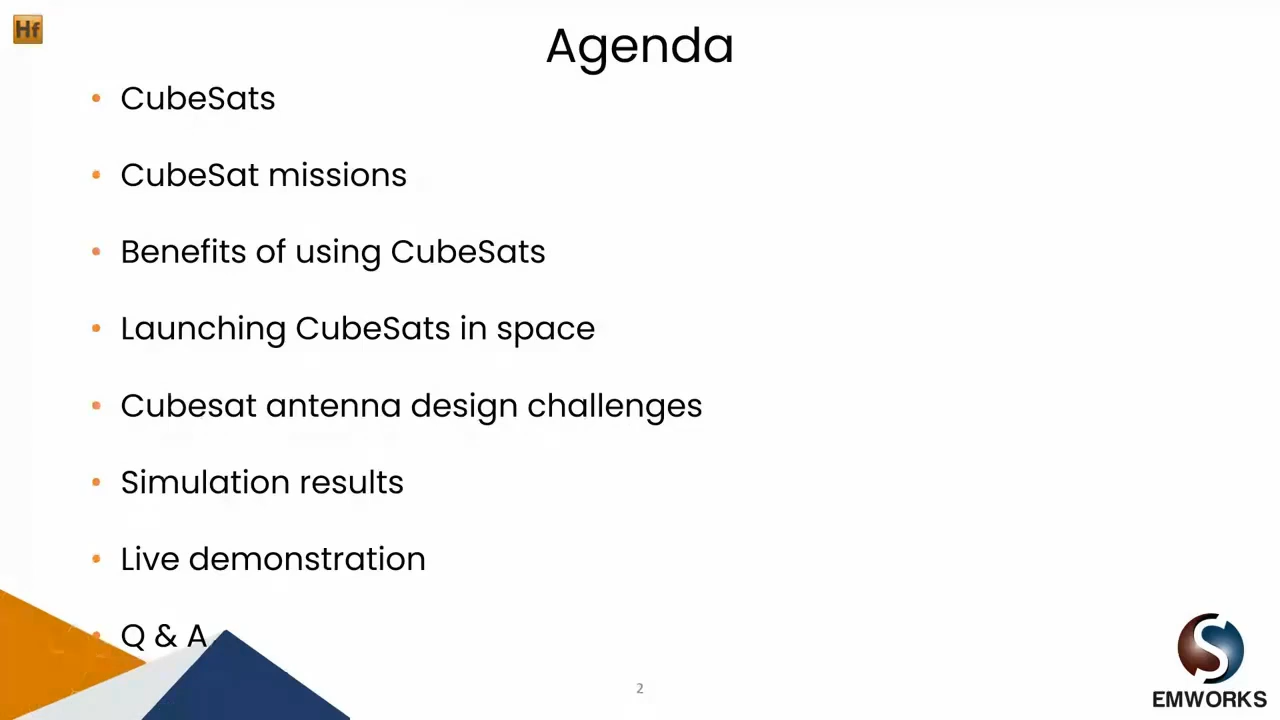 Hf
Agenda
• CubeSats
• CubeSat missions
• Benefits of using CubeSats
• Launching CubeSats in space
• Cubesat antenna design challenges
• Simulation results
• Live demonstration
• Q & A
2
S
EMWORKS